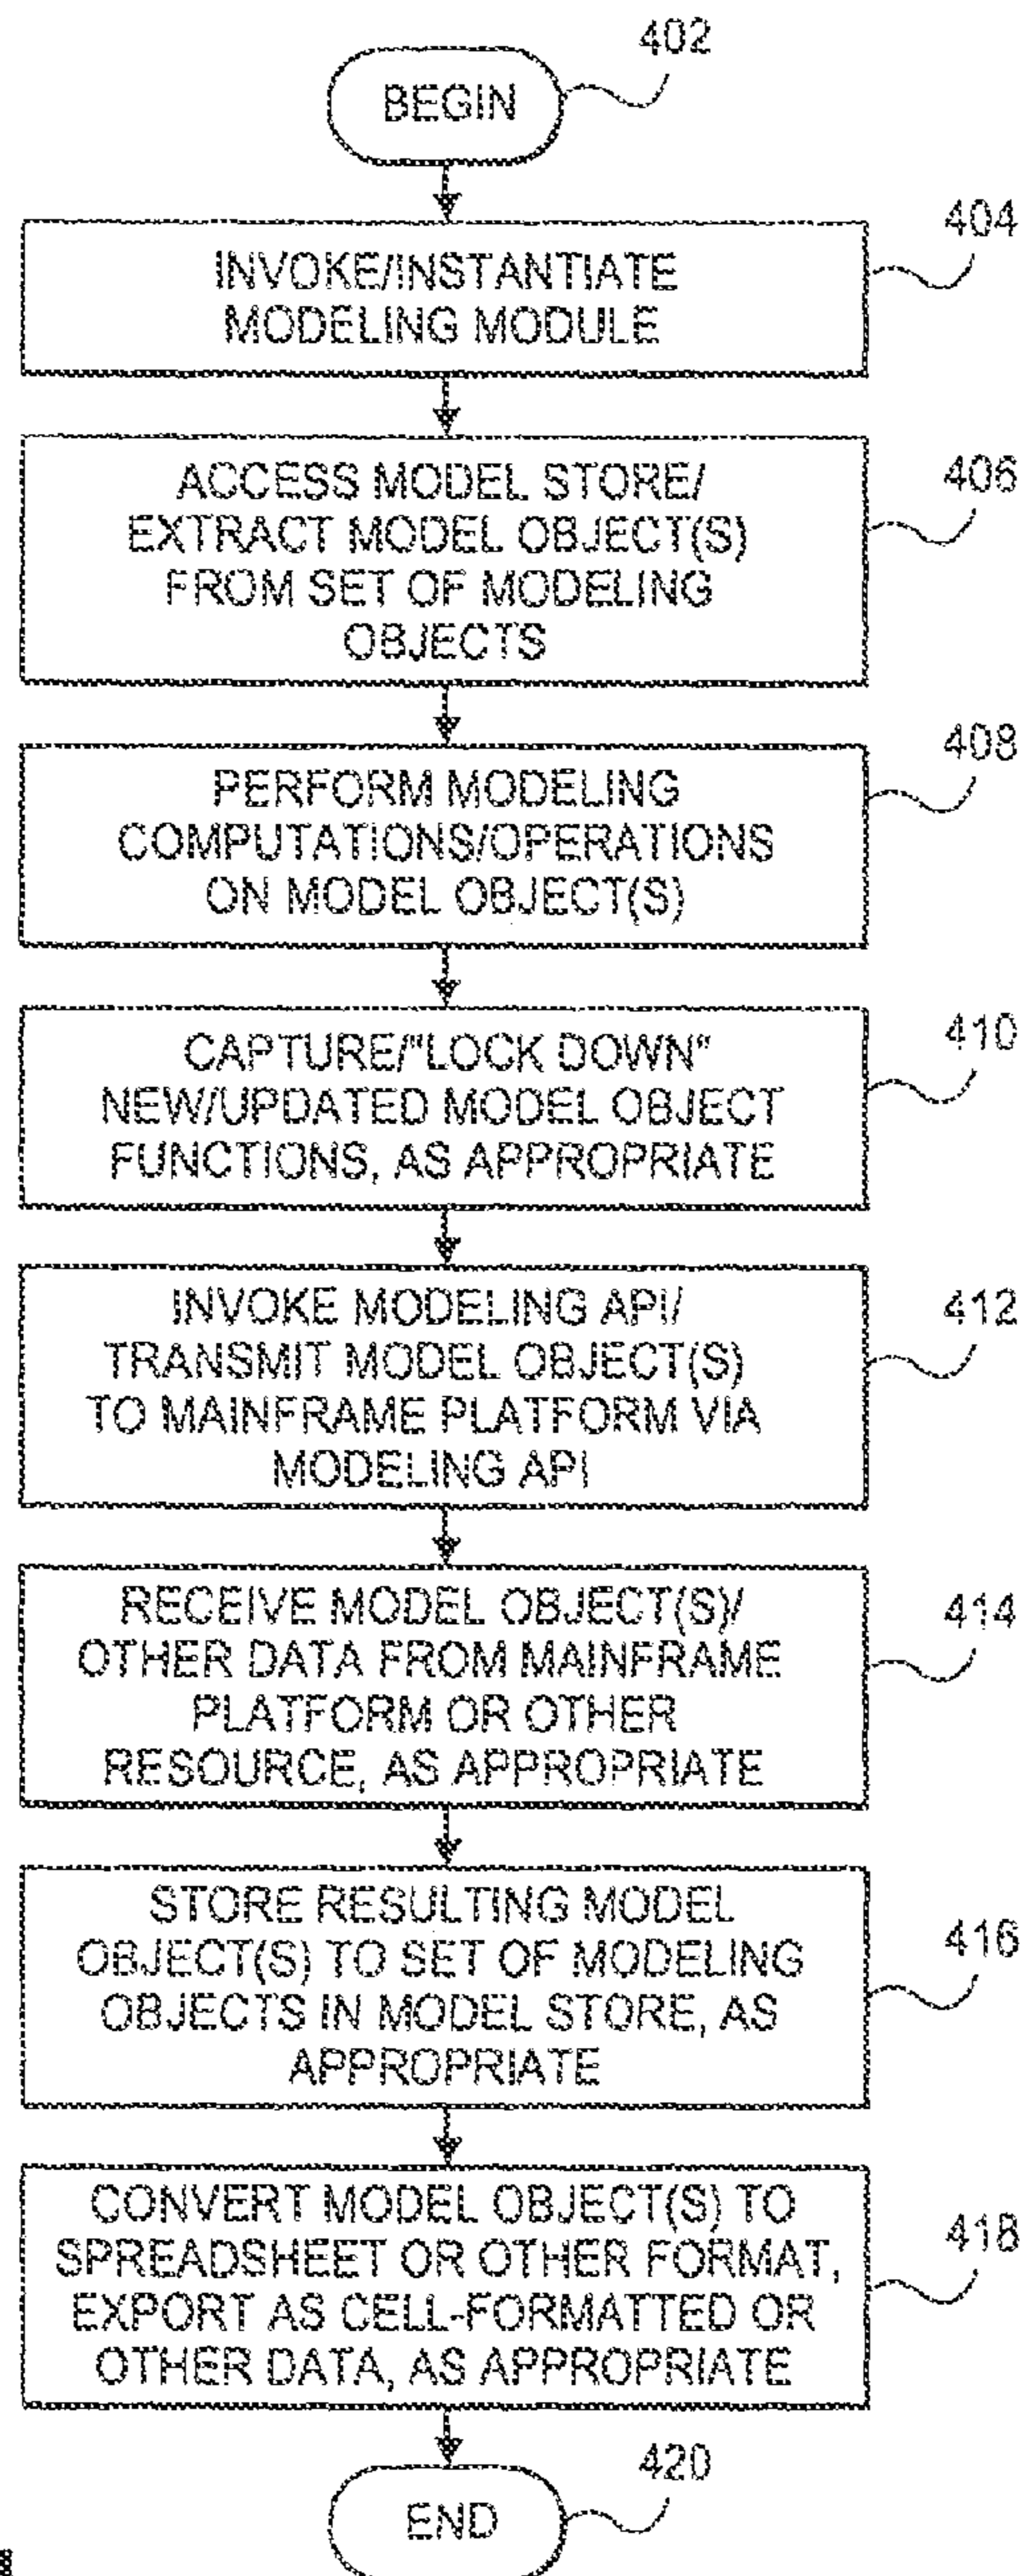 402
BEGIN
404
INVOKE/INSTANTIATE
MODELING MODULE
406
ACCESS MODEL STORE/
EXTRACT MODEL OBJECT(S)
FROM SET OF MODELING
OBJECTS
408
PERFORM MODELING
COMPUTATIONS/OPERATIONS
ON MODEL OBJECT(S)
410
CAPTURE/"LOCK DOWN"
NEW/UPDATED MODEL OBJECT
FUNCTIONS, AS APPROPRIATE
412
INVOKE MODELING API/
TRANSMIT MODEL OBJECT(S)
TO MAINFRAME PLATFORM VIA
MODELING API
414
RECEIVE MODEL OBJECT(S)/
OTHER DATA FROM MAINFRAME
PLATFORM OR OTHER
RESOURCE, AS APPROPRIATE
416
STORE RESULTING MODEL
OBJECT(S) TO SET OF MODELING
OBJECTS IN MODEL STORE, AS
APPROPRIATE
418
CONVERT MODEL OBJECT(S) TO
SPREADSHEET OR OTHER FORMAT,
EXPORT AS CELL-FORMATTED OR
OTHER DATA, AS APPROPRIATE
420
END